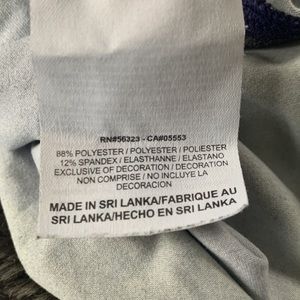 RN#56323 - CA#05553
88% POLYESTER / POLYESTER / POLIESTER
12% SPANDEX / ELASTHANNE / ELASTANO
EXCLUSIVE OF DECORATION / DECORATION
NON COMPRISE / NO INCLUYE LA
DECORACION
MADE IN SRI LANKA/FABRIQUE AU
SRI LANKA/HECHO EN SRI LANKA